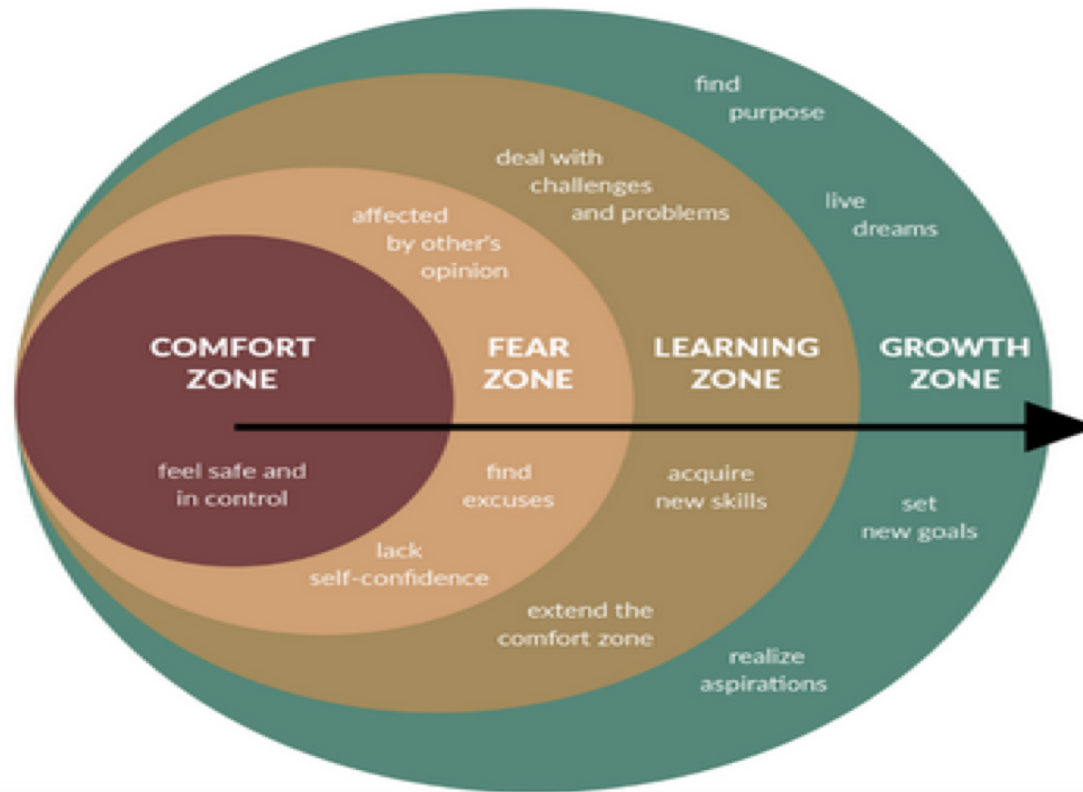 COMFORT
ZONE
feel safe and
in control
FEAR
ZONE
affected
by other's
opinion
find
excuses
lack
self-confidence
LEARNING
ZONE
deal with
challenges
and problems
acquire
new skills
extend the
comfort zone
GROWTH
ZONE
find
purpose
live
dreams
set
new goals
realize
aspirations